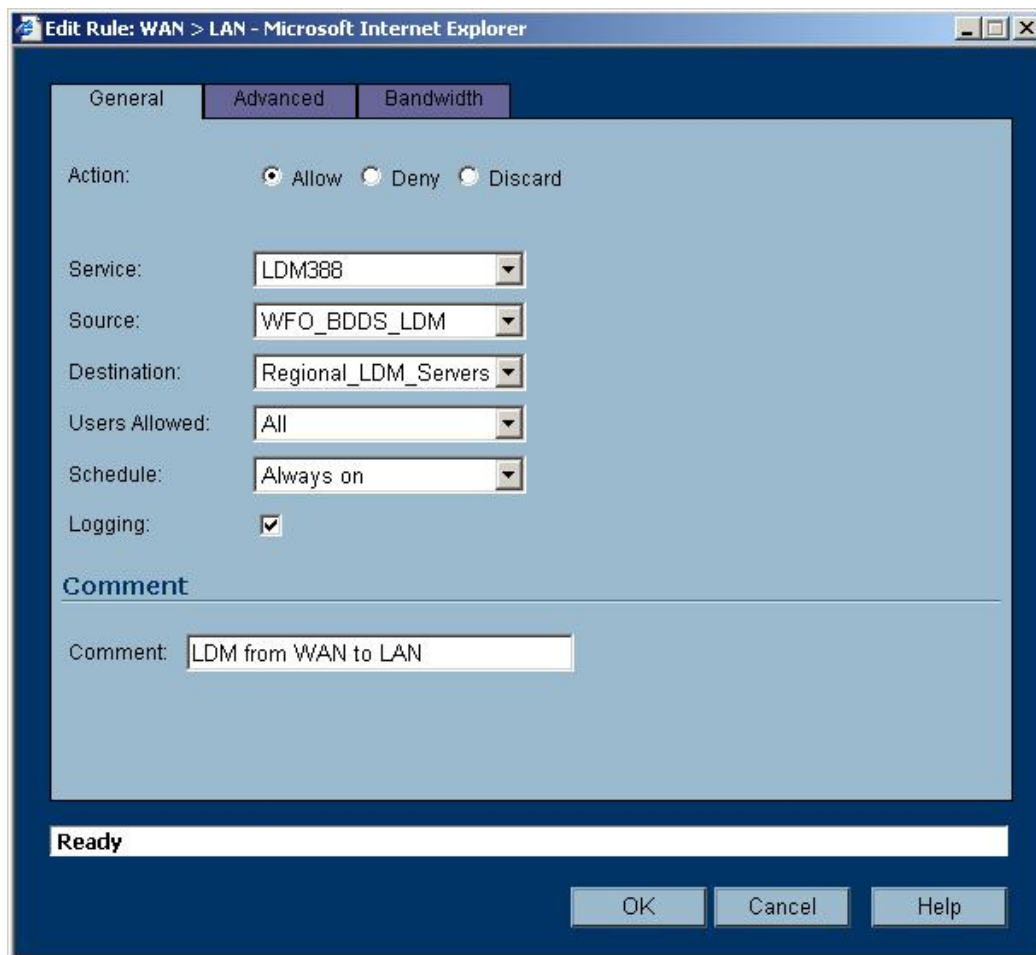 Edit Rule: WAN > LAN - Microsoft Internet Explorer
General Advanced Bandwidth
Action: Allow Deny Discard
Service: LDM388
Source: WFO_BDDS_LDM
Destination: Regional_LDM_Servers
Users Allowed: All
Schedule: Always on
Logging:
Comment
Comment: LDM from WAN to LAN
Ready
OK Cancel Help